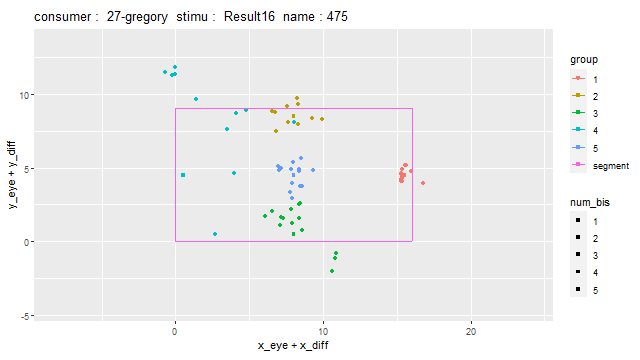 consumer :  27-gregory  stimu :  Result16  name : 475
10
5
0
-5
y_eye + y_diff
0
10
20
x_eye + x_diff
group
1
2
3
4
5
segment
num_bis
1
2
3
4
5